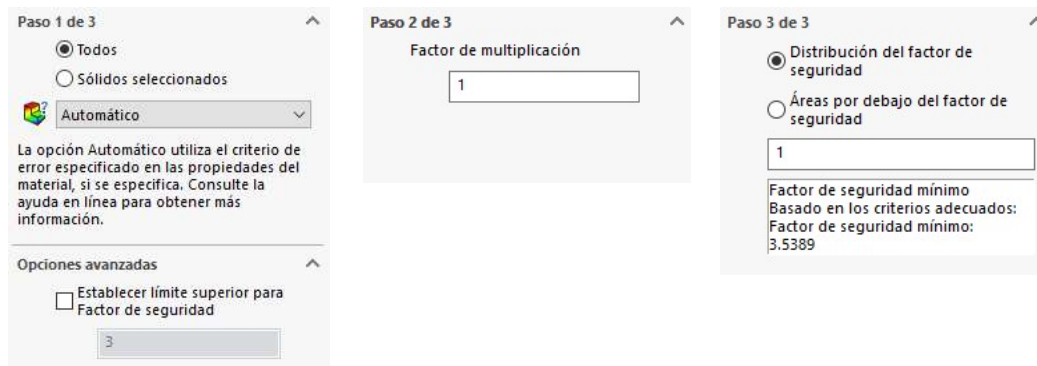 Paso 1 de 3
Todos
Sólidos seleccionados
Automático
La opción Automático utiliza el criterio de
error especificado en las propiedades del
material, si se especifica. Consulte la
ayuda en línea para obtener más
información.
Opciones avanzadas
Establecer límite superior para
Factor de seguridad
3
Paso 2 de 3
Factor de multiplicación
1
Paso 3 de 3
Distribución del factor de
seguridad
Áreas por debajo del factor de
seguridad
1
Factor de seguridad mínimo
Basado en los criterios adecuados:
Factor de seguridad mínimo:
3.5389